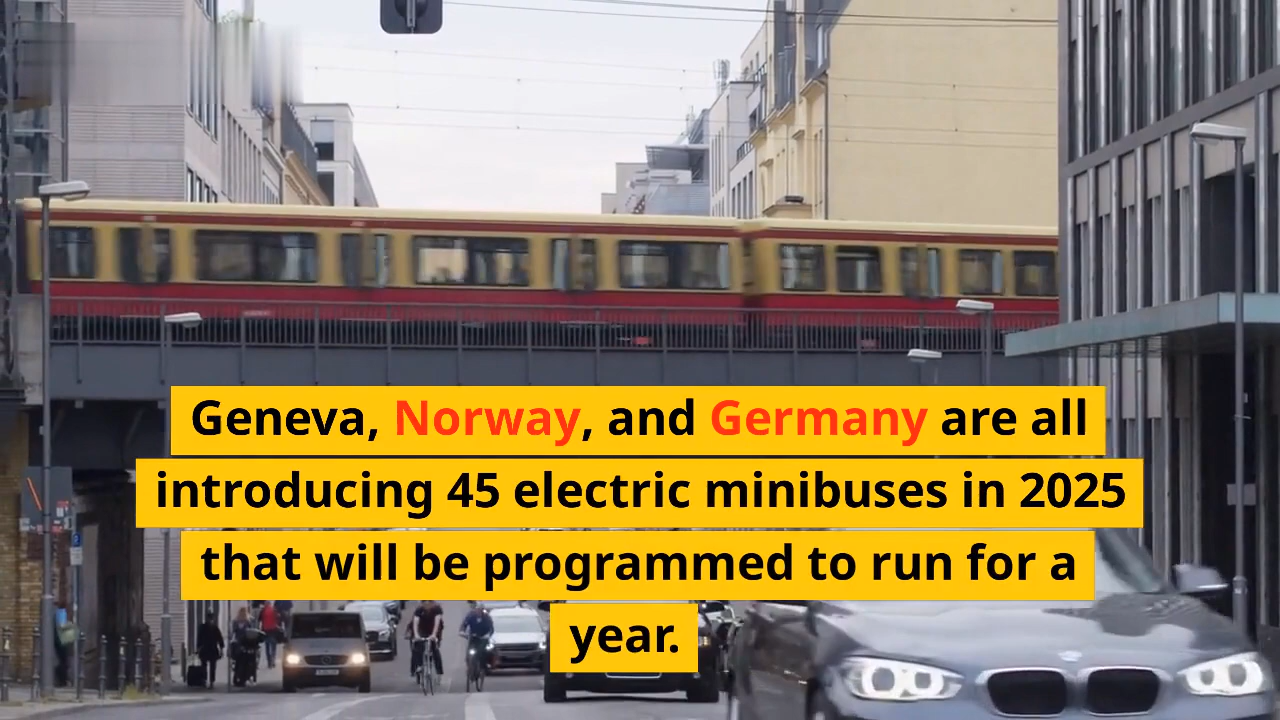 Geneva, Norway, and Germany are all
introducing 45 electric minibuses in 2025
that will be programmed to run for a
year.